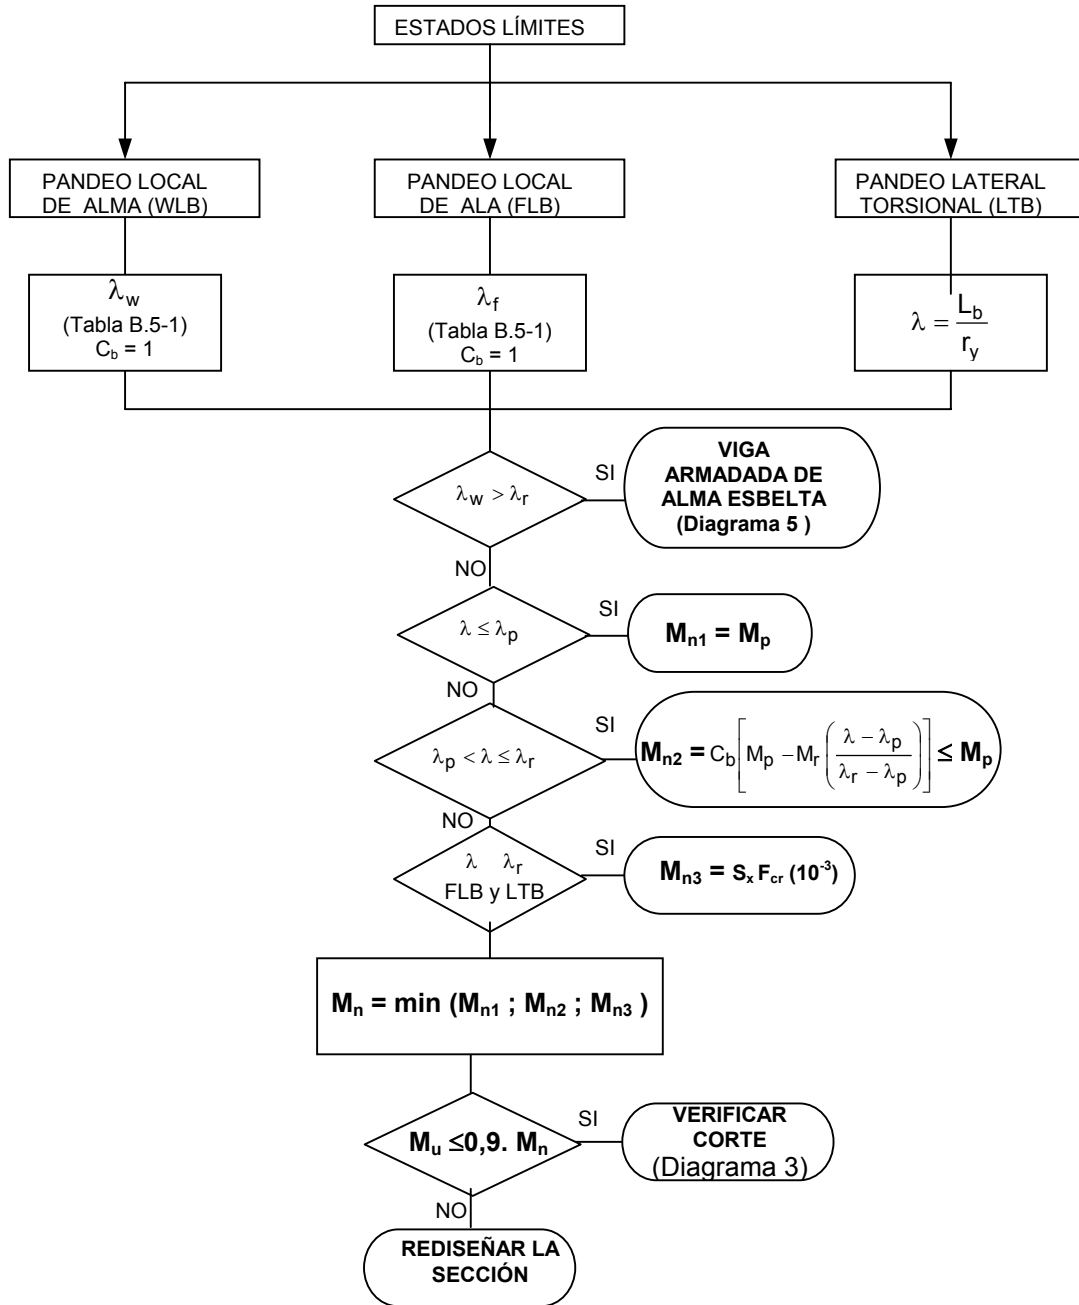 ESTADOS LÍMITES
PANDEO LOCAL
DE ALMA (WLB)
PANDEO LOCAL
DE ALA (FLB)
PANDEO LATERAL
TORSIONAL (LTB)
λw
(Tabla B.5-1)
Cb = 1
λf
(Tabla B.5-1)
Cb = 1
λ = Lb / ry
λw > λr
SI
VIGA
ARMADADA DE
ALMA ESBELTA
(Diagrama 5 )
NO
λ ≤ λp
SI
Mn1 = Mp
NO
λp < λ ≤ λr
SI
Mn2 = Cb[Mp − Mr((λ − λp) / (λr − λp))] ≤ Mp
NO
λ λr
FLB y LTB
SI
Mn3 = Sx Fcr (10⁻³)
Mn = min (Mn1 ; Mn2 ; Mn3 )
Mu ≤0,9. Mn
SI
VERIFICAR
CORTE
(Diagrama 3)
NO
REDISEÑAR LA
SECCIÓN